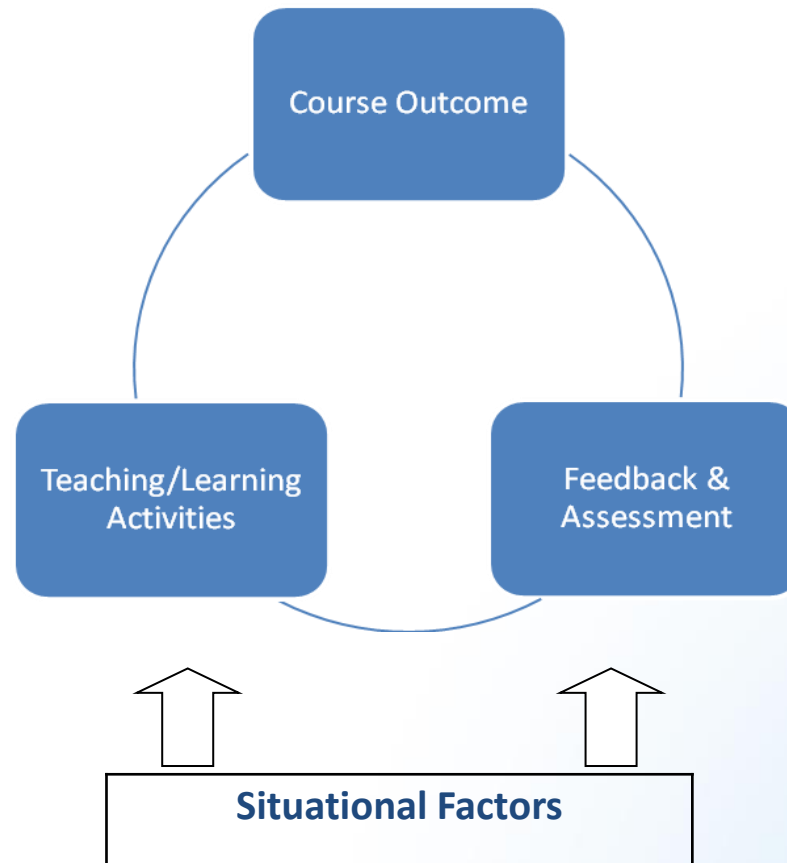 Course Outcome
Teaching/Learning
Activities
Feedback &
Assessment
Situational Factors